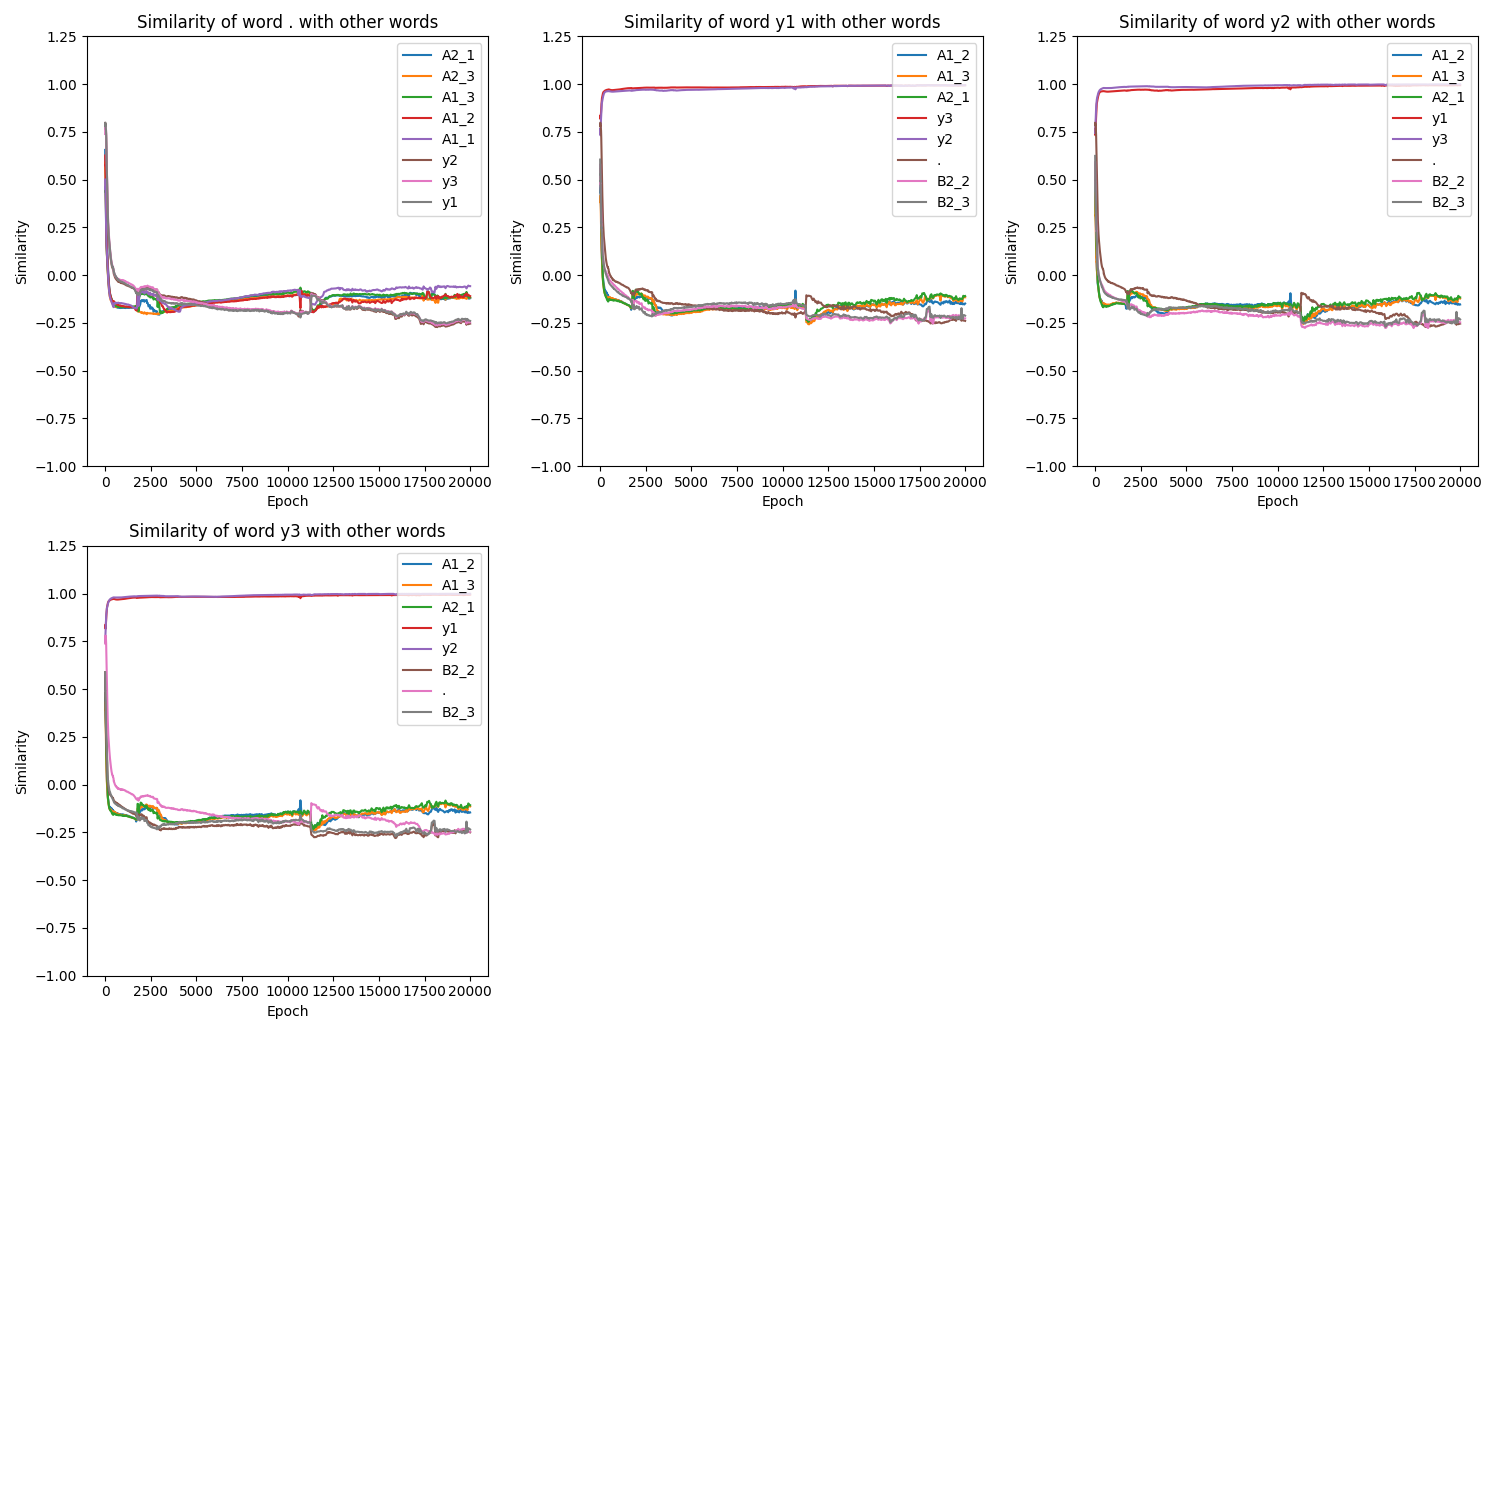 Similarity of word . with other words
Similarity
1.25
1.00
0.75
0.50
0.25
0.00
−0.25
−0.50
−0.75
−1.00
A2_1
A2_3
A1_3
A1_2
A1_1
y2
y3
y1
0 2500 5000 7500 10000 12500 15000 17500 20000
Epoch
Similarity of word y1 with other words
Similarity
1.25
1.00
0.75
0.50
0.25
0.00
−0.25
−0.50
−0.75
−1.00
A1_2
A1_3
A2_1
y3
y2
.
B2_2
B2_3
0 2500 5000 7500 10000 12500 15000 17500 20000
Epoch
Similarity of word y2 with other words
Similarity
1.25
1.00
0.75
0.50
0.25
0.00
−0.25
−0.50
−0.75
−1.00
A1_2
A1_3
A2_1
y1
y3
.
B2_2
B2_3
0 2500 5000 7500 10000 12500 15000 17500 20000
Epoch
Similarity of word y3 with other words
Similarity
1.25
1.00
0.75
0.50
0.25
0.00
−0.25
−0.50
−0.75
−1.00
A1_2
A1_3
A2_1
y1
y2
B2_2
.
B2_3
0 2500 5000 7500 10000 12500 15000 17500 20000
Epoch